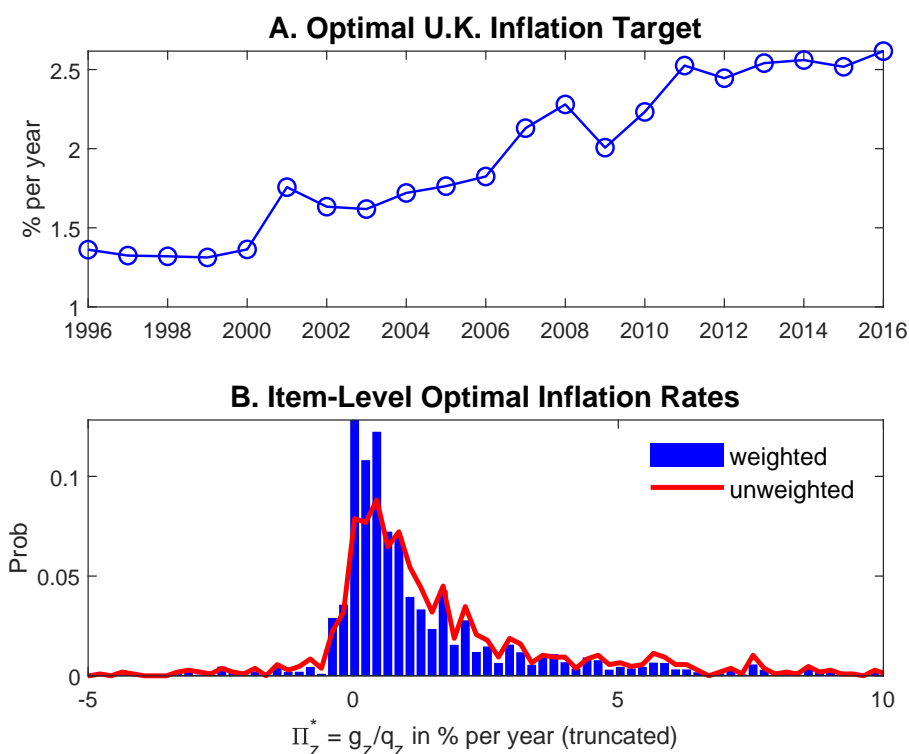 A. Optimal U.K. Inflation Target
% per year
2.5
2
1.5
1
1996 1998 2000 2002 2004 2006 2008 2010 2012 2014 2016
B. Item-Level Optimal Inflation Rates
Prob
0.1
0.05
0
weighted
unweighted
-5 0 5 10
Π*z = gz/qz in % per year (truncated)